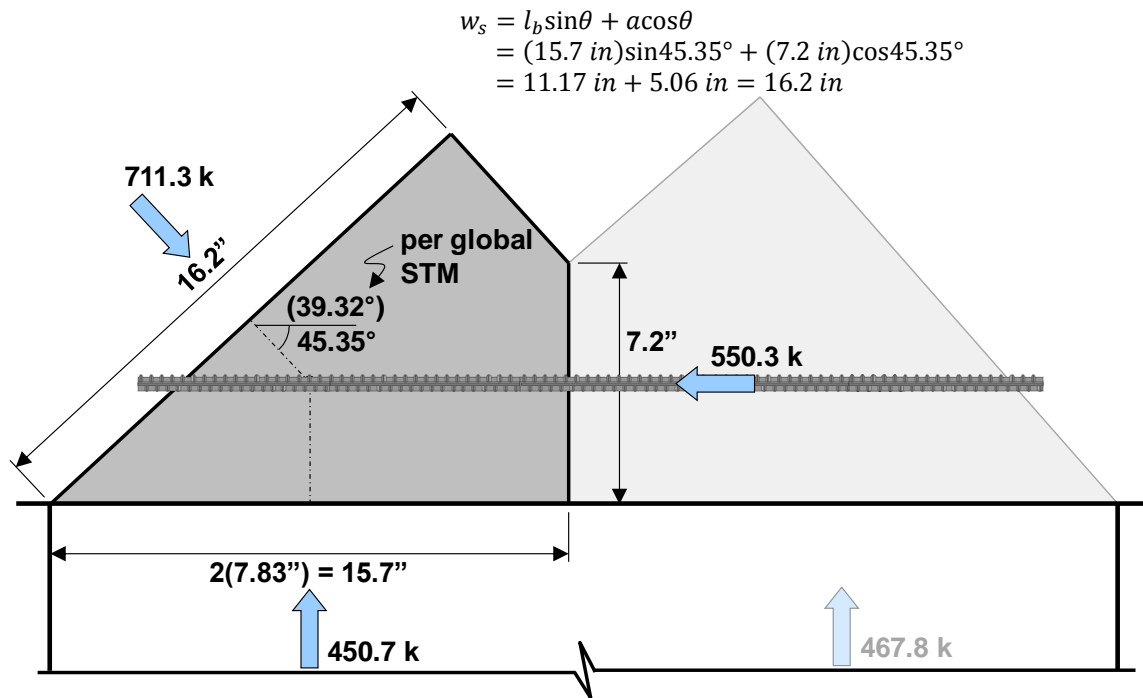 𝑤ₛ = 𝑙_b sin𝜃 + 𝑎cos𝜃
= (15.7 𝑖𝑛)sin45.35° + (7.2 𝑖𝑛)cos45.35°
= 11.17 𝑖𝑛 + 5.06 𝑖𝑛 = 16.2 𝑖𝑛
711.3 k
16.2”
per global
STM
(39.32°)
45.35°
7.2”
550.3 k
2(7.83”) = 15.7”
450.7 k
467.8 k